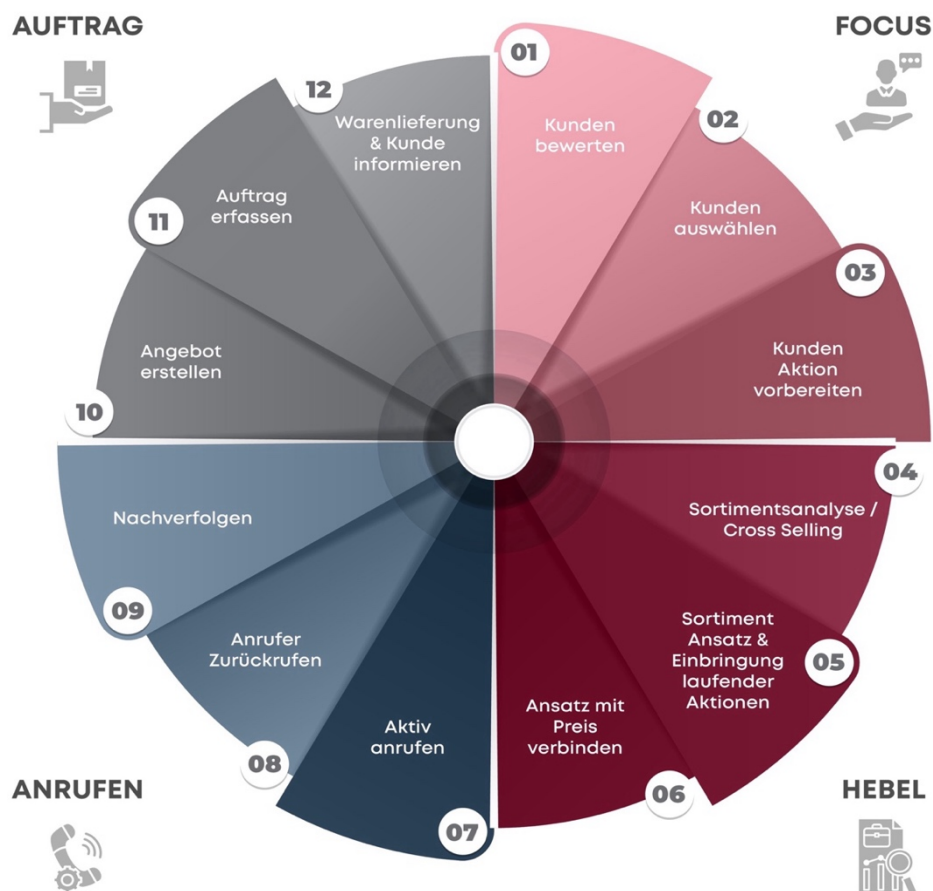 AUFTRAG
FOCUS
01
Kunden
bewerten
02
Kunden
auswählen
03
Kunden
Aktion
vorbereiten
04
Sortimentsanalyse /
Cross Selling
05
Sortiment
Ansatz &
Einbringung
laufender
Aktionen
06
Ansatz mit
Preis
verbinden
07
Aktiv
anrufen
08
Anrufer
Zurückrufen
09
Nachverfolgen
10
Angebot
erstellen
11
Auftrag
erfassen
12
Warenlieferung
& Kunde
informieren
ANRUFEN
HEBEL